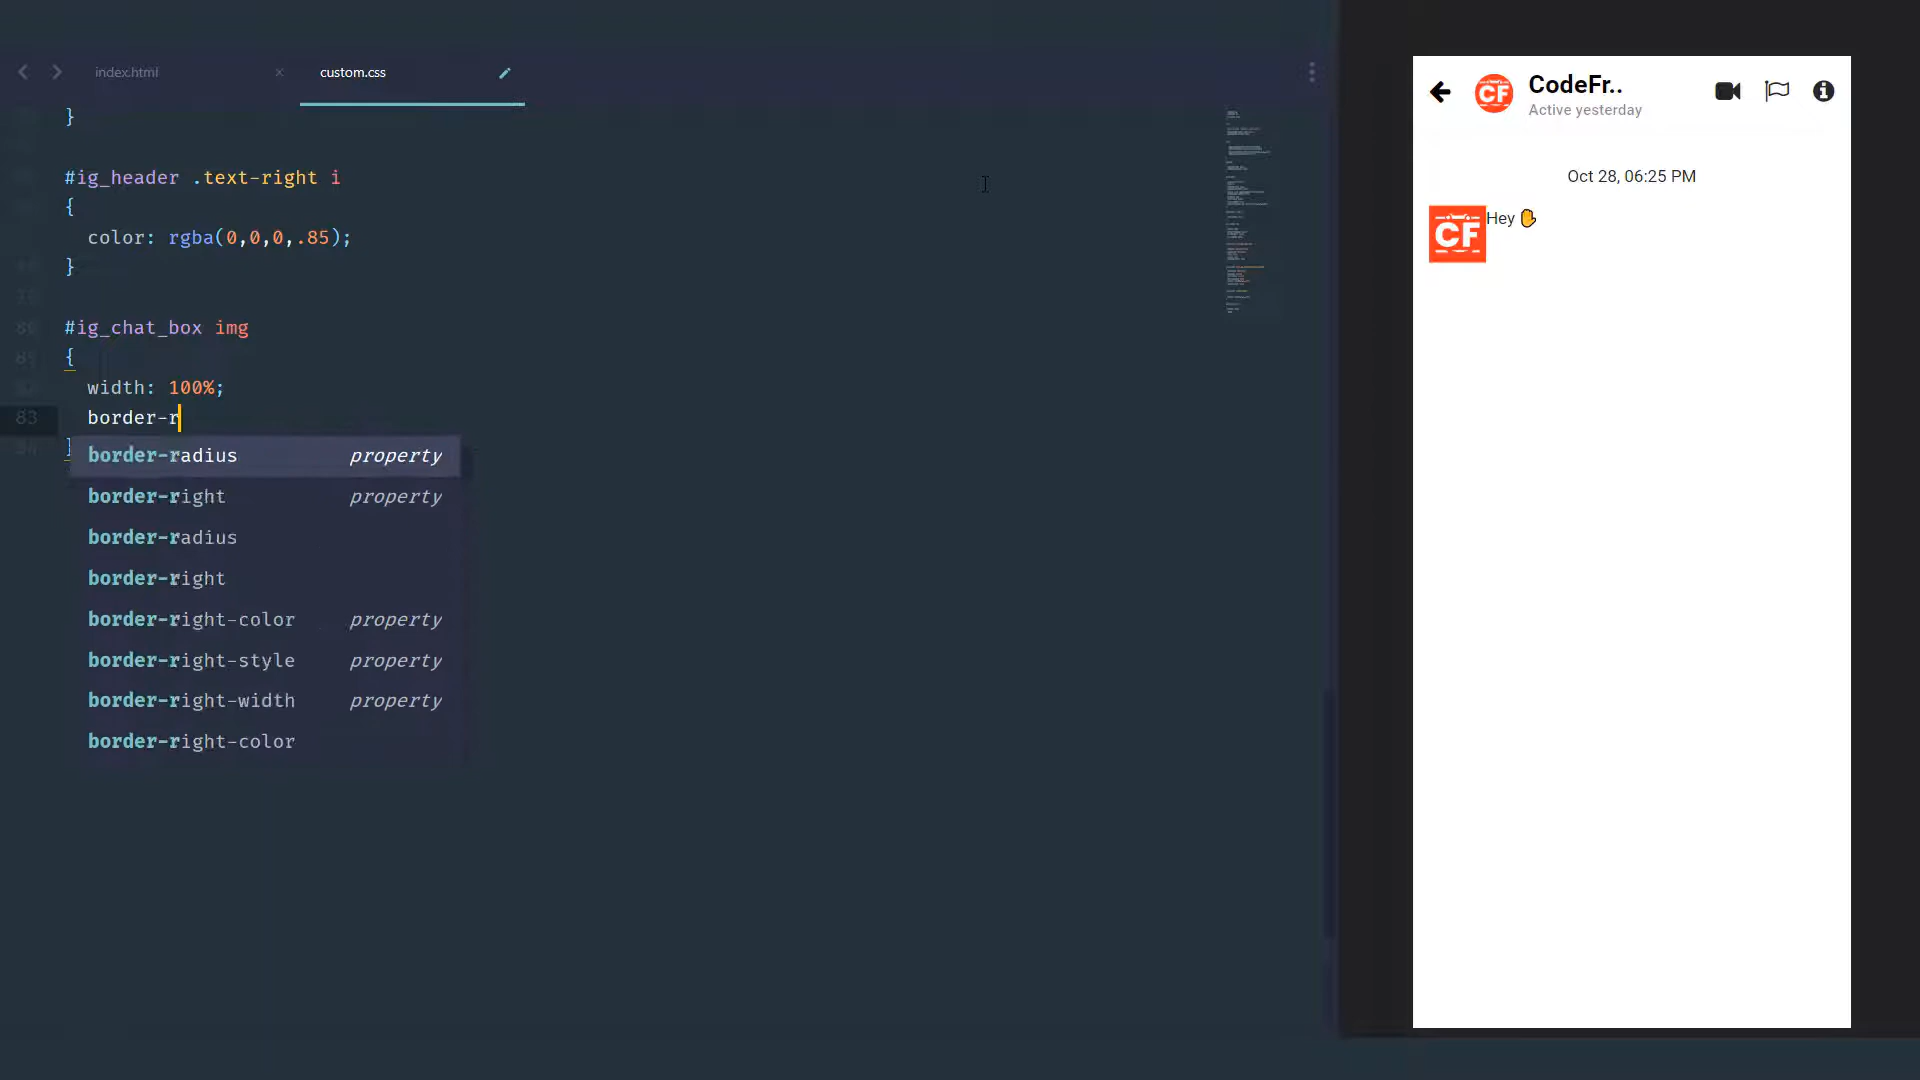 index.html
custom.css
}
#ig_header .text-right i
{
color: rgba(0,0,0,.85);
}
#ig_chat_box img
{
width: 100%;
83
border-r
}
border-radius property
border-right property
border-radius
border-right
border-right-color property
border-right-style property
border-right-width property
border-right-color
CF
CodeFr..
Active yesterday
Oct 28, 06:25 PM
CF
Hey ✋